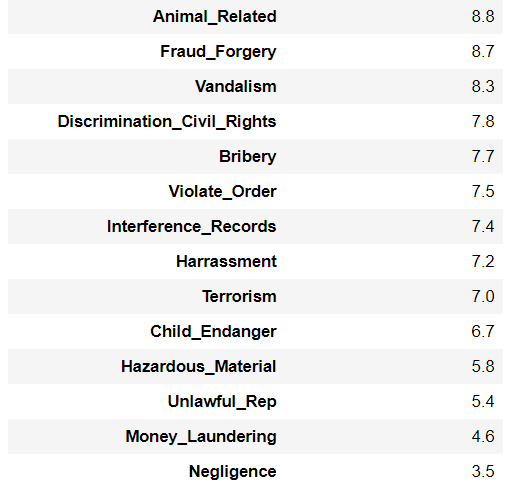 Animal_Related 8.8
Fraud_Forgery 8.7
Vandalism 8.3
Discrimination_Civil_Rights 7.8
Bribery 7.7
Violate_Order 7.5
Interference_Records 7.4
Harrassment 7.2
Terrorism 7.0
Child_Endanger 6.7
Hazardous_Material 5.8
Unlawful_Rep 5.4
Money_Laundering 4.6
Negligence 3.5